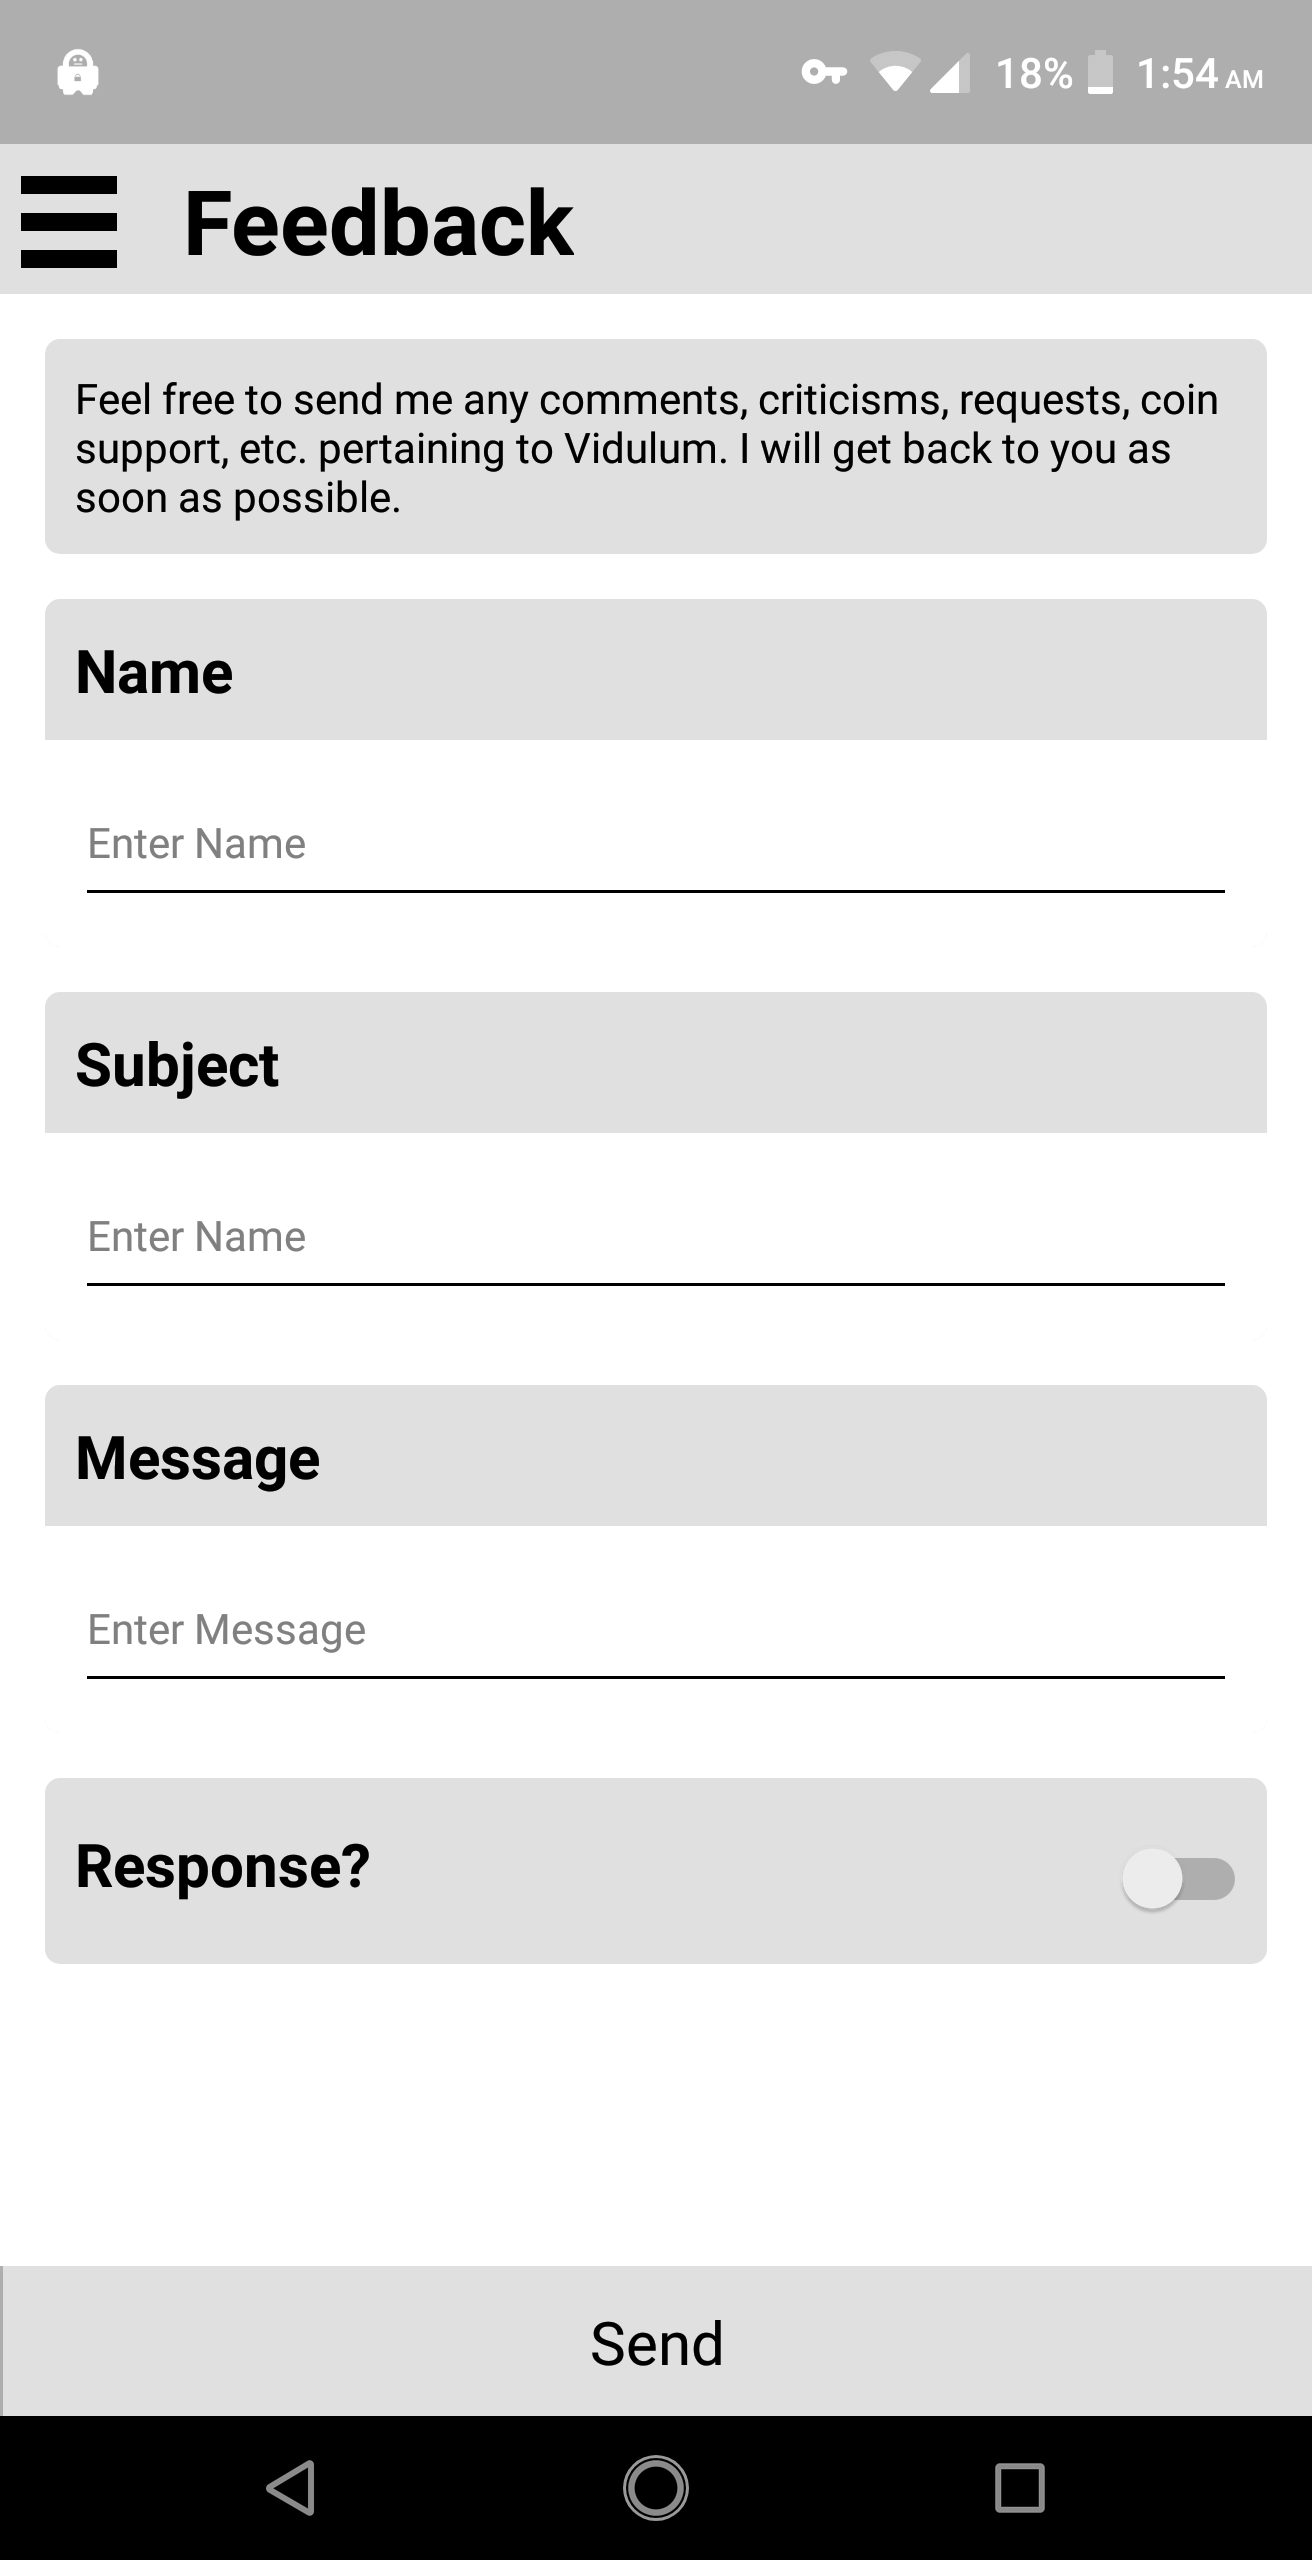 18% 1:54 AM
Feedback
Feel free to send me any comments, criticisms, requests, coin
support, etc. pertaining to Vidulum. I will get back to you as
soon as possible.
Name
Enter Name
Subject
Enter Name
Message
Enter Message
Response?
Send